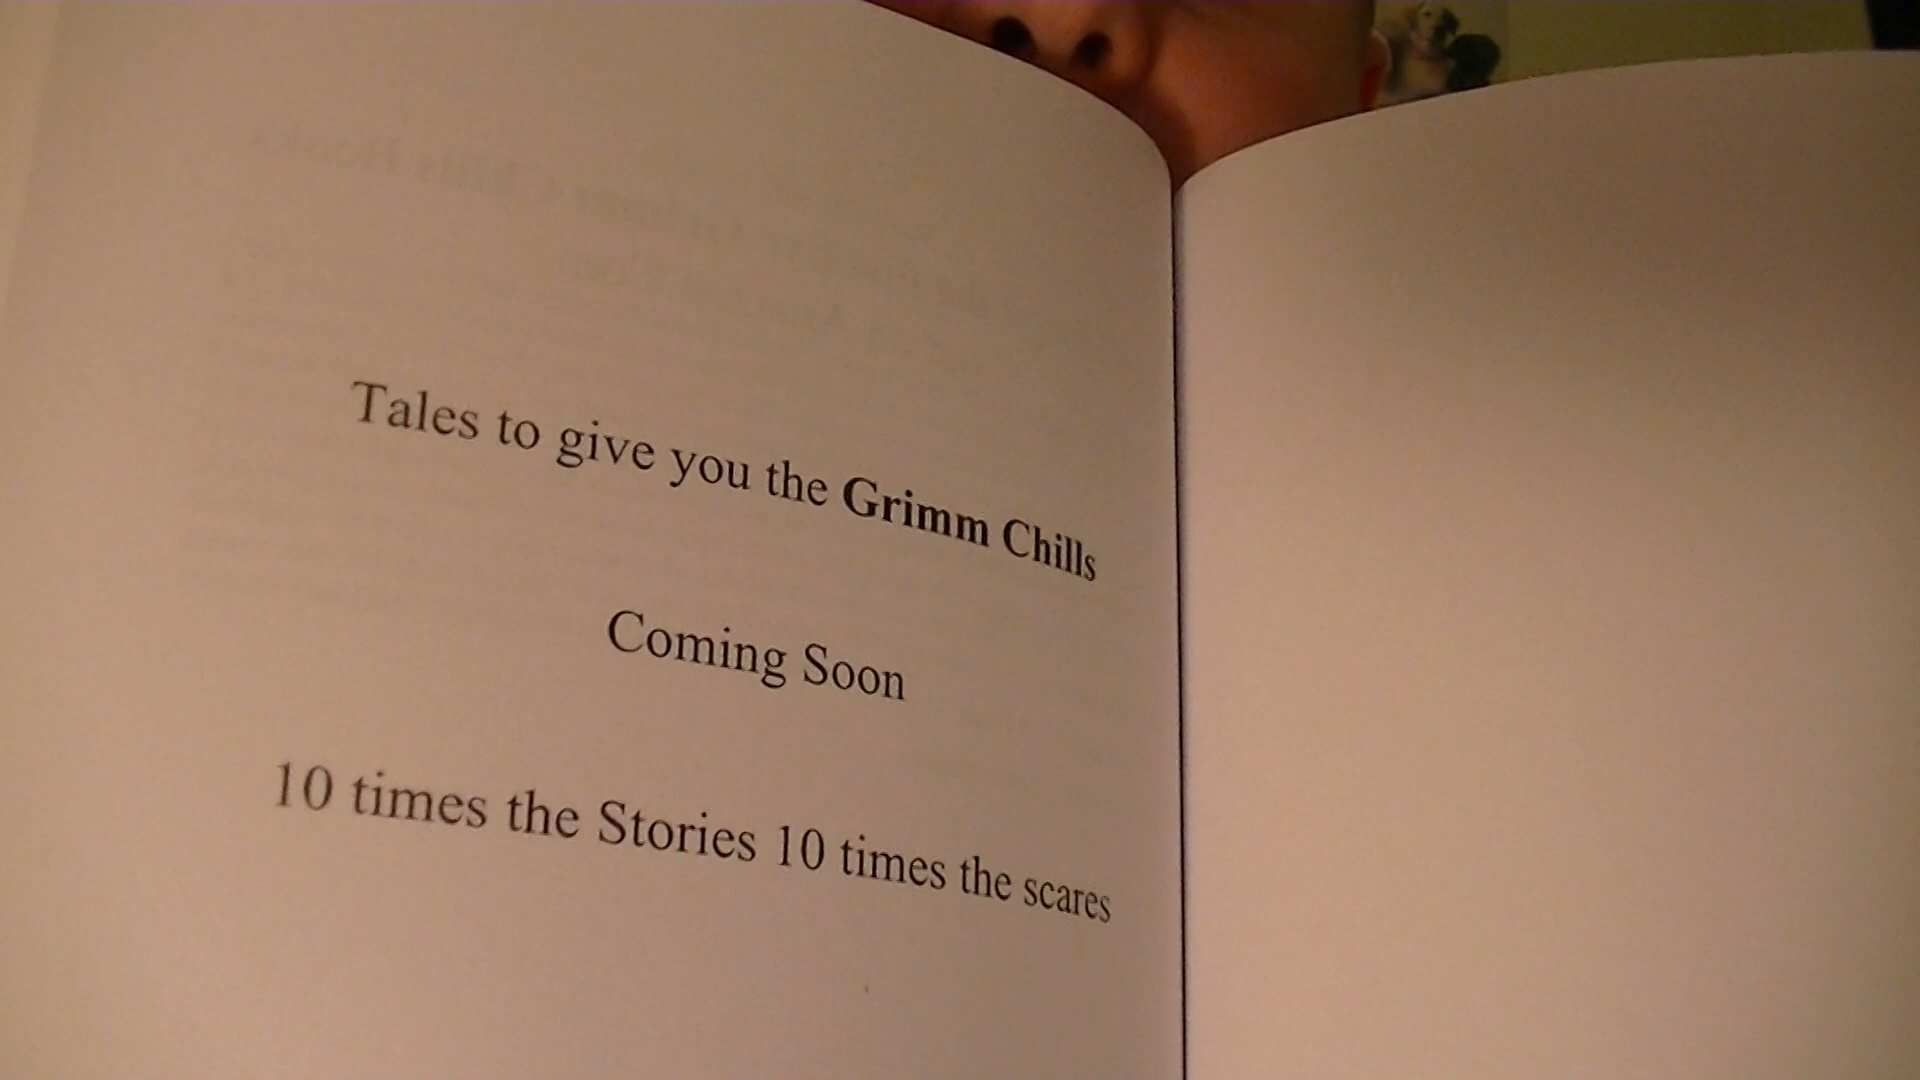 Tales to give you the Grimm Chills
Coming Soon
10 times the Stories 10 times the scares